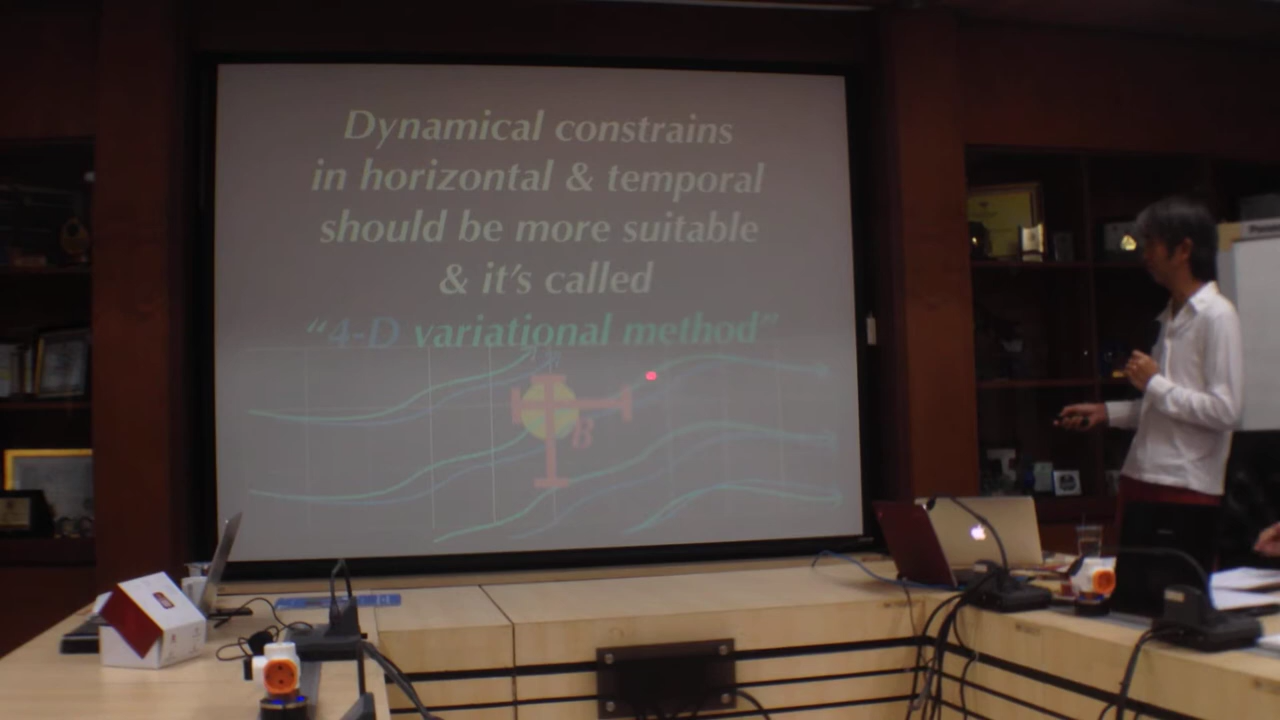 Dynamical constrains
in horizontal & temporal
should be more suitable
& it's called
“4-D variational method”
B